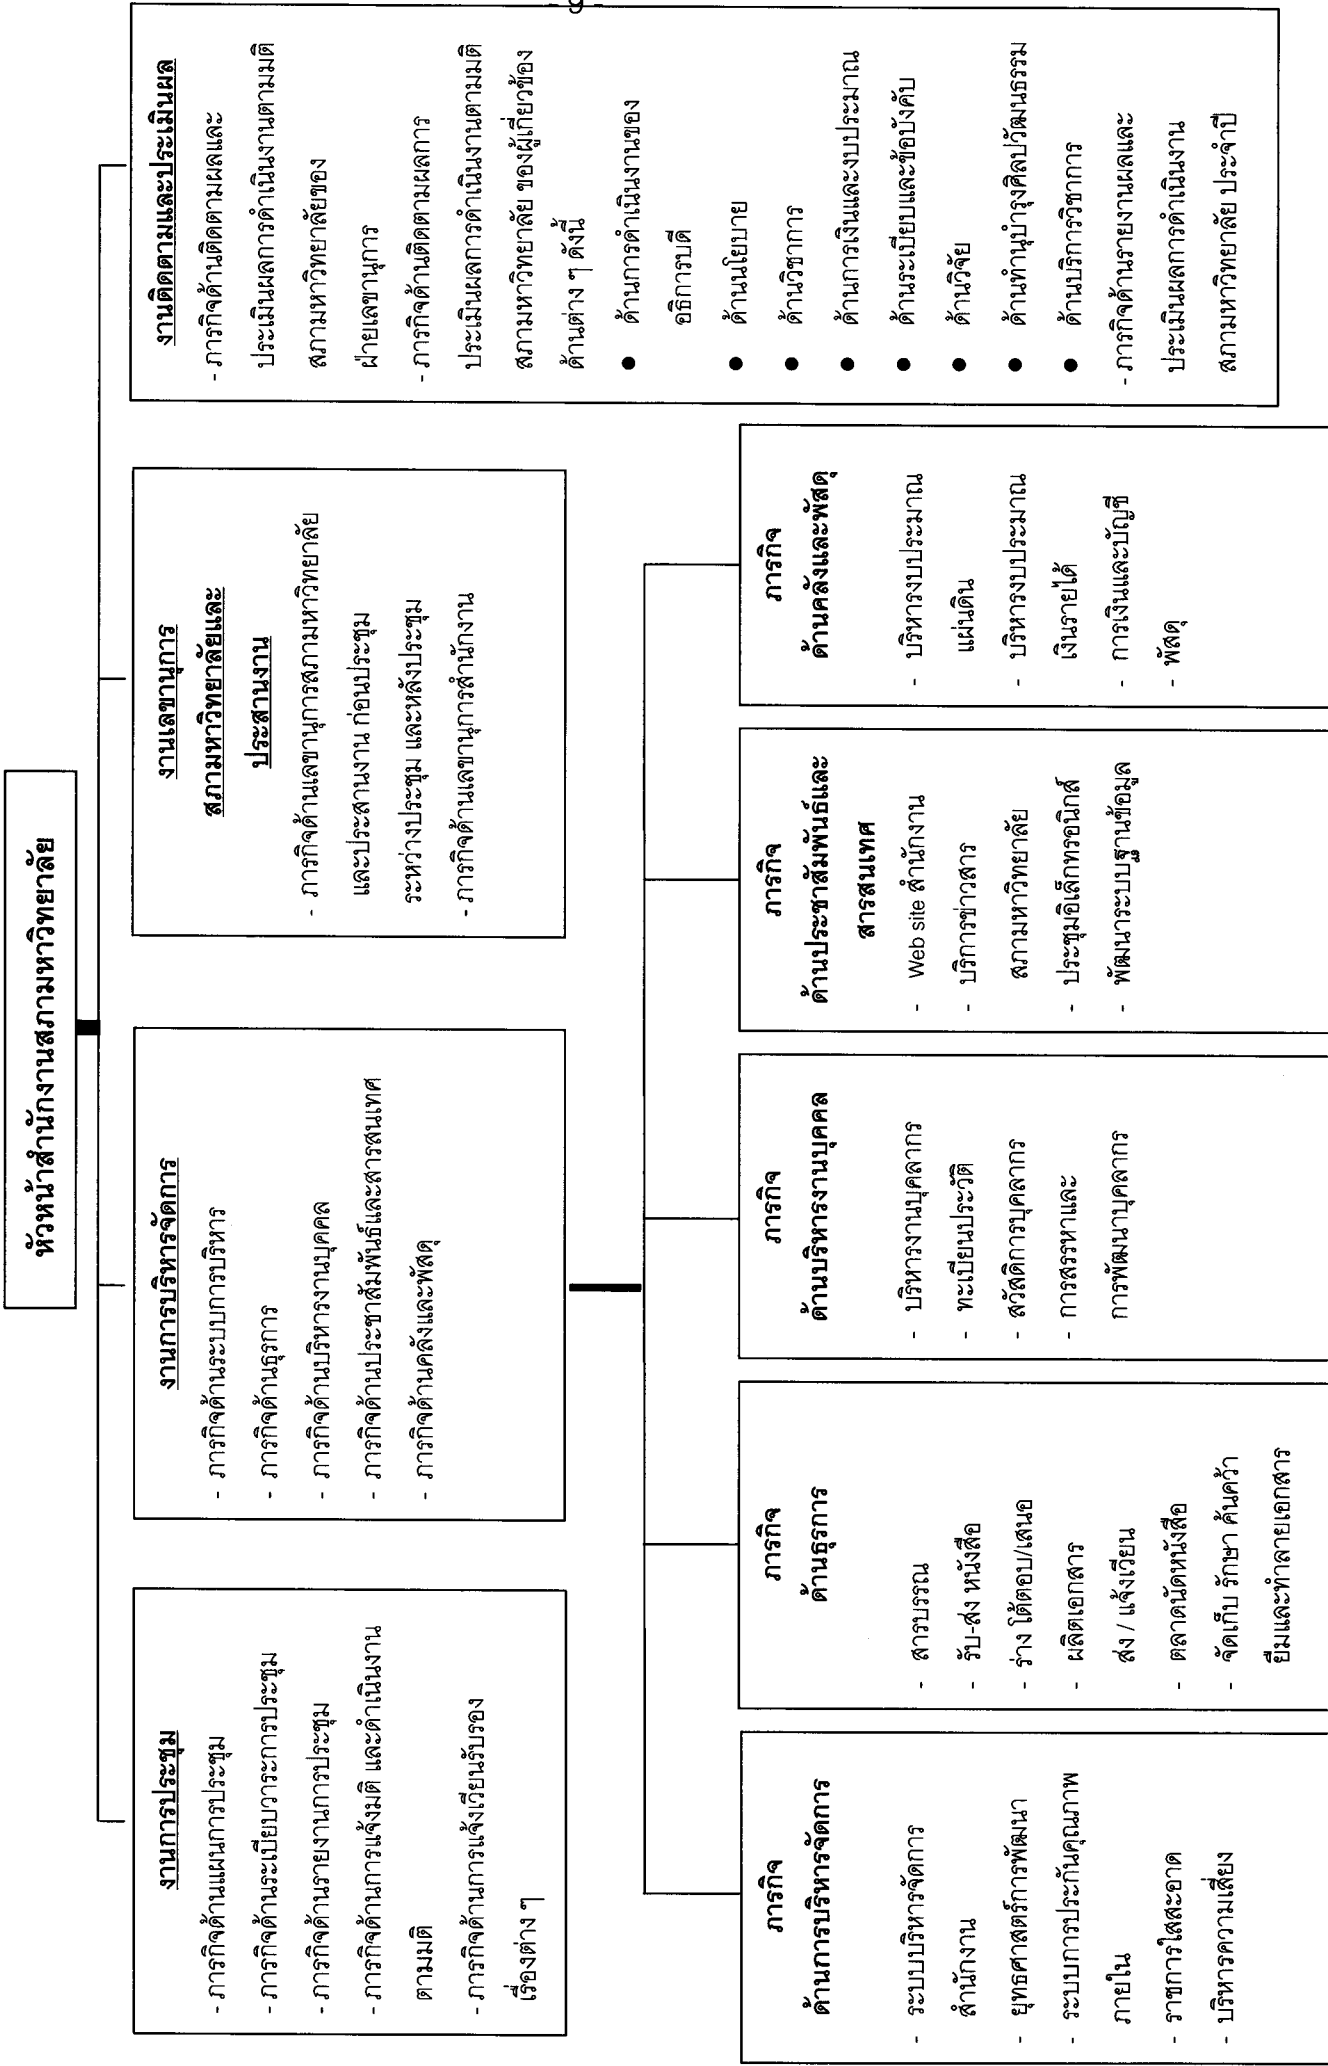 - 9 -
หัวหน้าสำนักงานสภามหาวิทยาลัย
งานการประชุม
- ภารกิจด้านแผนการประชุม
- ภารกิจด้านระเบียบวาระการประชุม
- ภารกิจด้านรายงานการประชุม
- ภารกิจด้านการแจ้งมติ และดำเนินงาน
ตามมติ
- ภารกิจด้านการแจ้งเวียนรับรอง
เรื่องต่าง ๆ
งานการบริหารจัดการ
- ภารกิจด้านระบบการบริหาร
- ภารกิจด้านธุรการ
- ภารกิจด้านบริหารงานบุคคล
- ภารกิจด้านประชาสัมพันธ์และสารสนเทศ
- ภารกิจด้านคลังและพัสดุ
งานเลขานุการ
สภามหาวิทยาลัยและ
ประสานงาน
- ภารกิจด้านเลขานุการสภามหาวิทยาลัย
และประสานงาน ก่อนประชุม
ระหว่างประชุม และหลังประชุม
- ภารกิจด้านเลขานุการสำนักงาน
งานติดตามและประเมินผล
- ภารกิจด้านติดตามผลและ
ประเมินผลการดำเนินงานตามมติ
สภามหาวิทยาลัยของ
ฝ่ายเลขานุการ
- ภารกิจด้านติดตามผลการ
ประเมินผลการดำเนินงานตามมติ
สภามหาวิทยาลัย ของผู้เกี่ยวข้อง
ด้านต่าง ๆ ดังนี้
● ด้านการดำเนินงานของ
อธิการบดี
● ด้านนโยบาย
● ด้านวิชาการ
● ด้านการเงินและงบประมาณ
● ด้านระเบียบและข้อบังคับ
● ด้านวิจัย
● ด้านทำนุบำรุงศิลปวัฒนธรรม
● ด้านบริการวิชาการ
- ภารกิจด้านรายงานผลและ
ประเมินผลการดำเนินงาน
สภามหาวิทยาลัย ประจำปี
ภารกิจ
ด้านการบริหารจัดการ
- ระบบบริหารจัดการ
สำนักงาน
- ยุทธศาสตร์การพัฒนา
- ระบบการประกันคุณภาพ
ภายใน
- ราชการใสสะอาด
- บริหารความเสี่ยง
ภารกิจ
ด้านธุรการ
- สารบรรณ
- รับ-ส่ง หนังสือ
- ร่าง โต้ตอบ/เสนอ
- ผลิตเอกสาร
ส่ง / แจ้งเวียน
- ตลาดนัดหนังสือ
- จัดเก็บ รักษา ค้นคว้า
ยืมและทำลายเอกสาร
ภารกิจ
ด้านบริหารงานบุคคล
- บริหารงานบุคลากร
- ทะเบียนประวัติ
- สวัสดิการบุคลากร
- การสรรหาและ
การพัฒนาบุคลากร
ภารกิจ
ด้านประชาสัมพันธ์และ
สารสนเทศ
- Web site สำนักงาน
- บริการข่าวสาร
สภามหาวิทยาลัย
- ประชุมอิเล็กทรอนิกส์
- พัฒนาระบบฐานข้อมูล
ภารกิจ
ด้านคลังและพัสดุ
- บริหารงบประมาณ
แผ่นดิน
- บริหารงบประมาณ
เงินรายได้
- การเงินและบัญชี
- พัสดุ